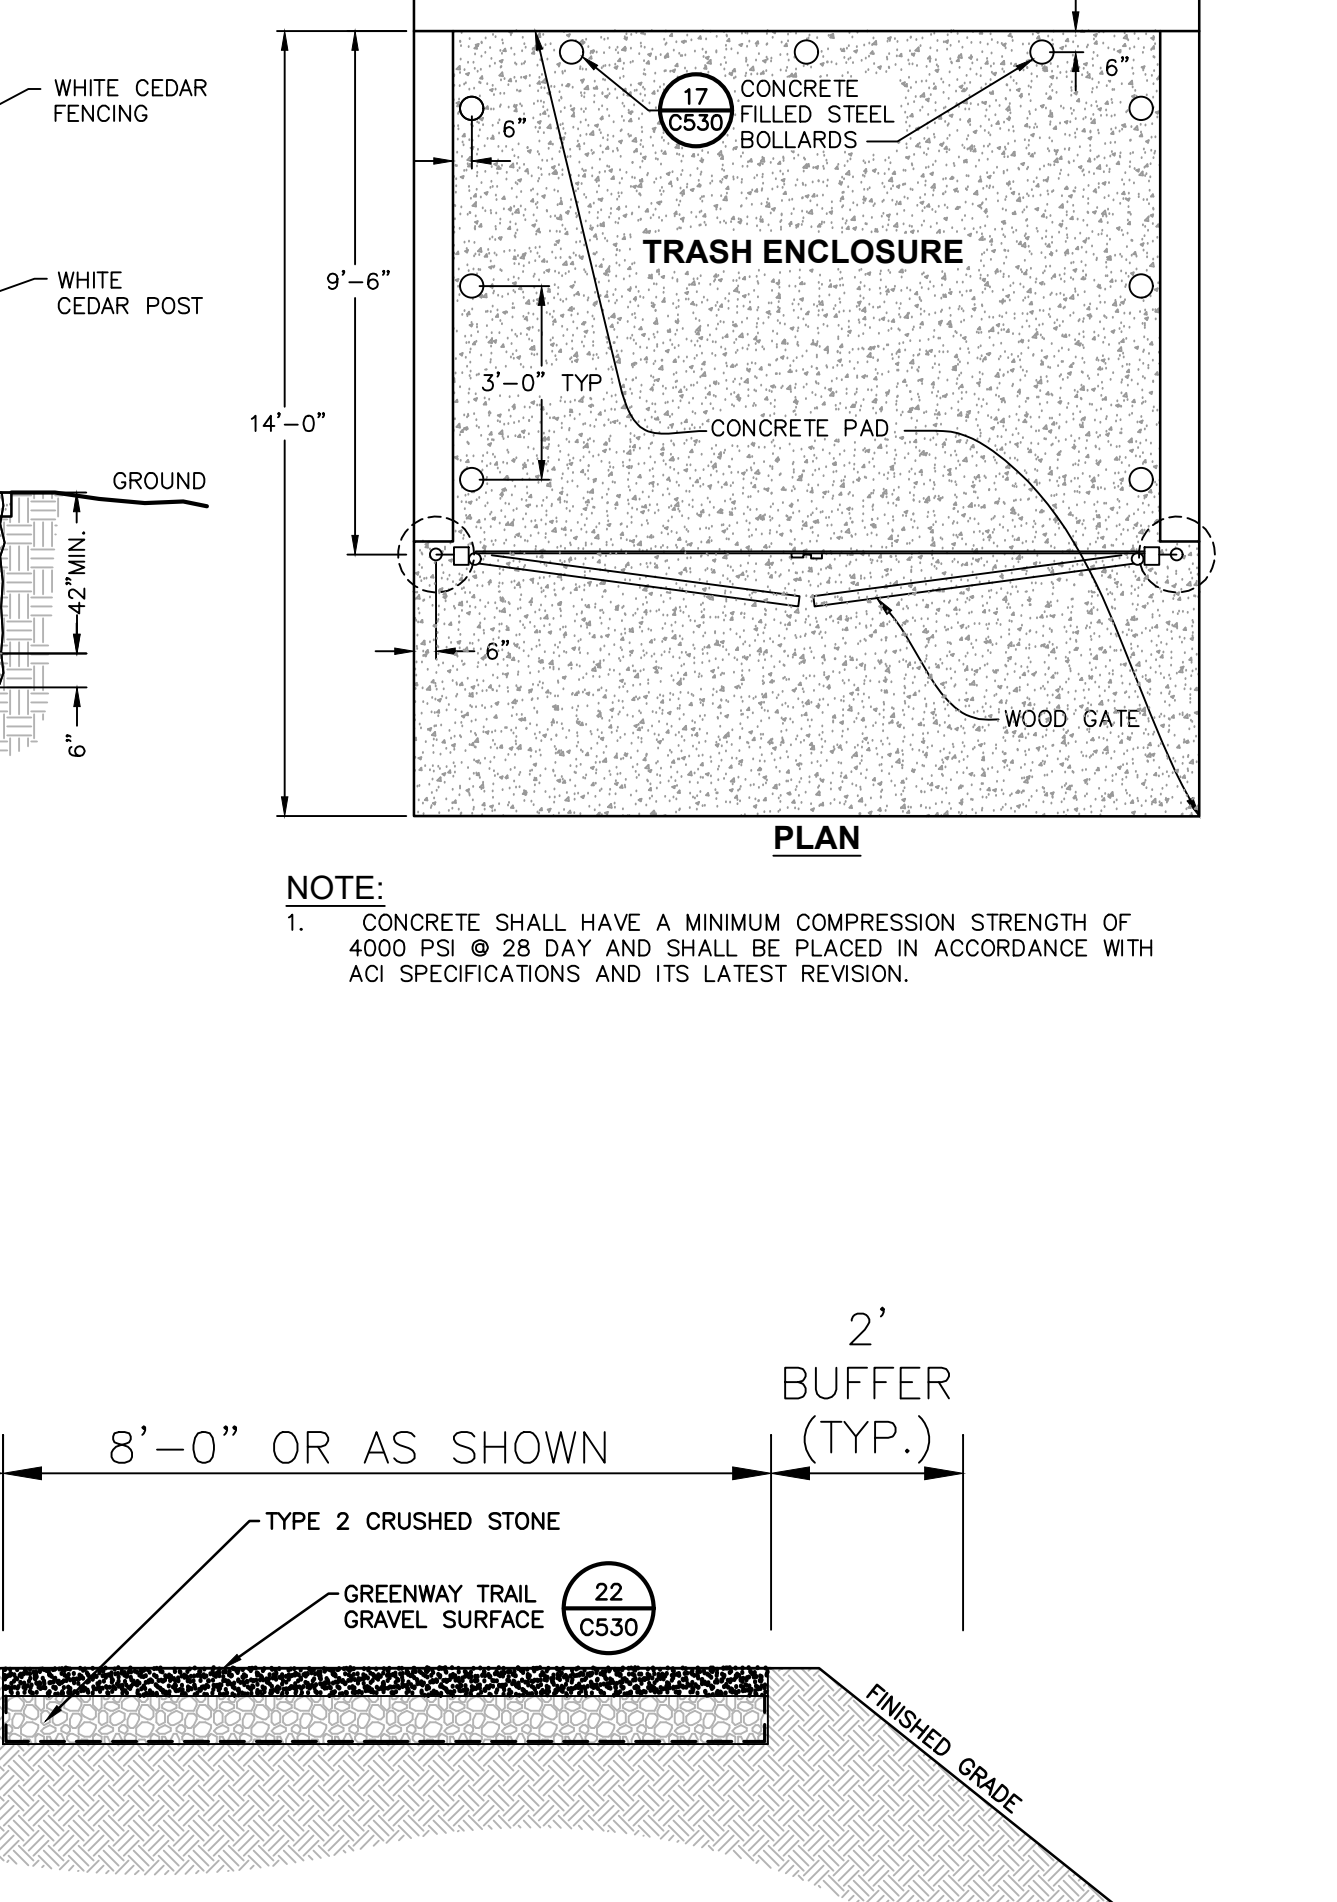 WHITE CEDAR
FENCING
WHITE
CEDAR POST
GROUND
42"MIN.
6"
14'-0"
9'-6"
6"
17
C530
CONCRETE
FILLED STEEL
BOLLARDS
6"
TRASH ENCLOSURE
3'-0" TYP
CONCRETE PAD
6"
WOOD GATE
PLAN
NOTE:
1. CONCRETE SHALL HAVE A MINIMUM COMPRESSION STRENGTH OF
4000 PSI @ 28 DAY AND SHALL BE PLACED IN ACCORDANCE WITH
ACI SPECIFICATIONS AND ITS LATEST REVISION.
2'
BUFFER
(TYP.)
8'-0" OR AS SHOWN
TYPE 2 CRUSHED STONE
GREENWAY TRAIL
GRAVEL SURFACE
22
C530
FINISHED GRADE